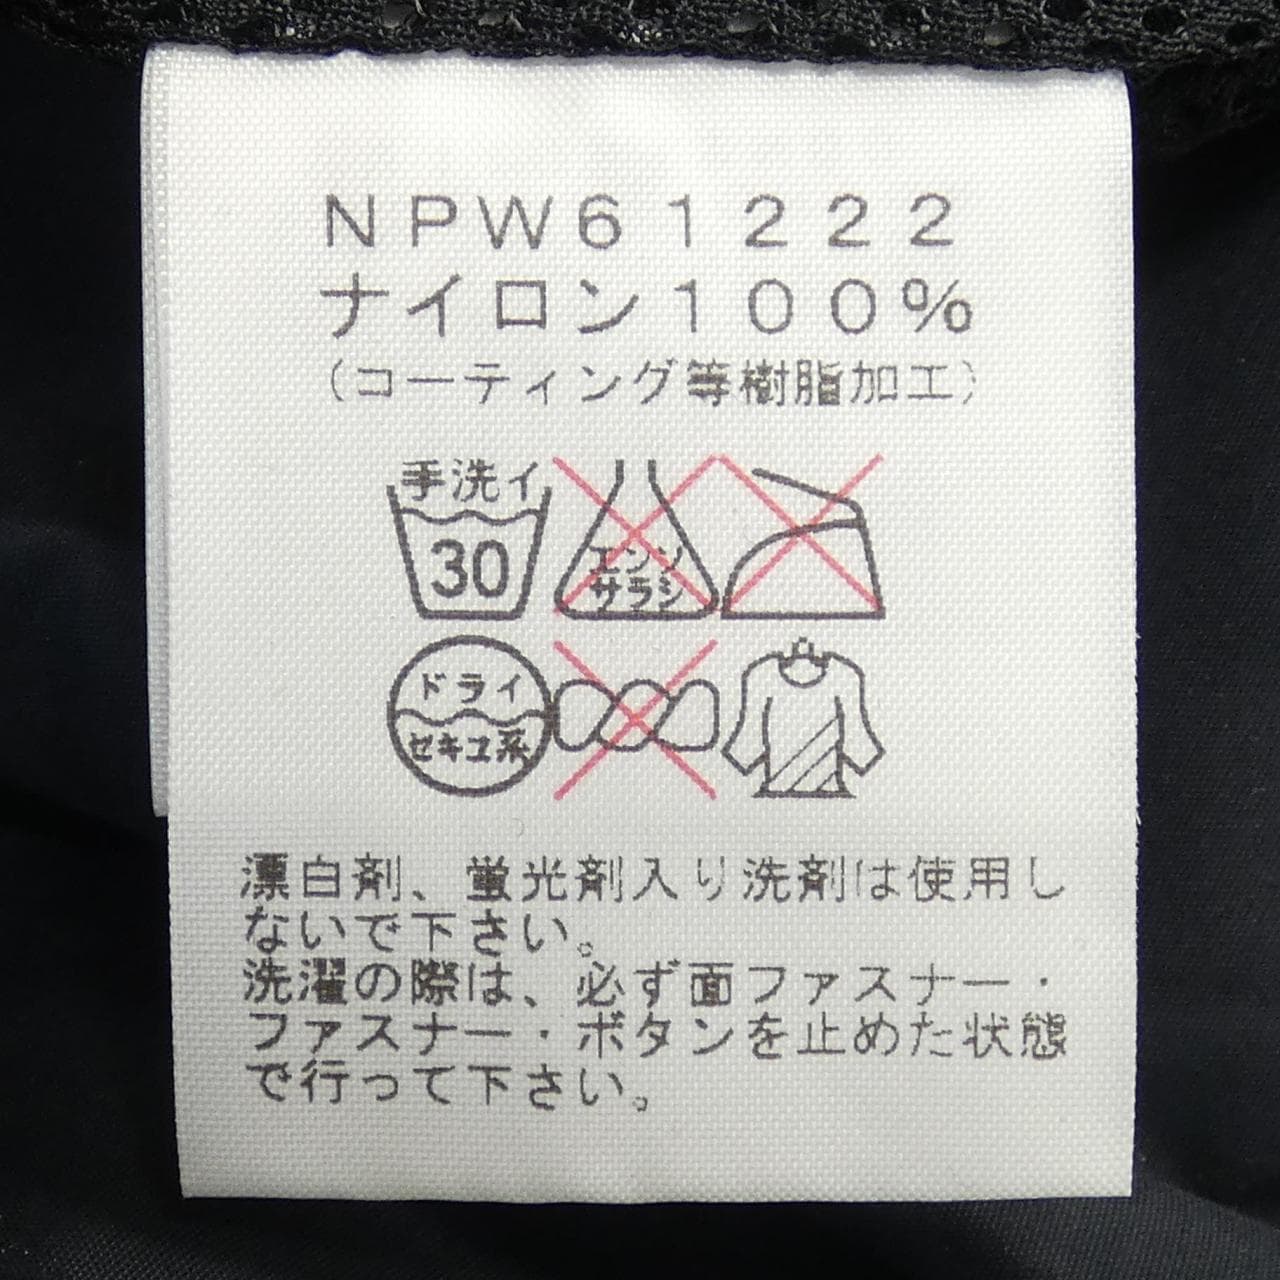 NPW61222
ナイロン100%
(コーティング等樹脂加工)
手洗イ
30
エンソ
サラシ
ドライ
セキユ系
漂白剤、蛍光剤入り洗剤は使用し
ないで下さい。
洗濯の際は、必ず面ファスナー・
ファスナー・ボタンを止めた状態
で行って下さい。